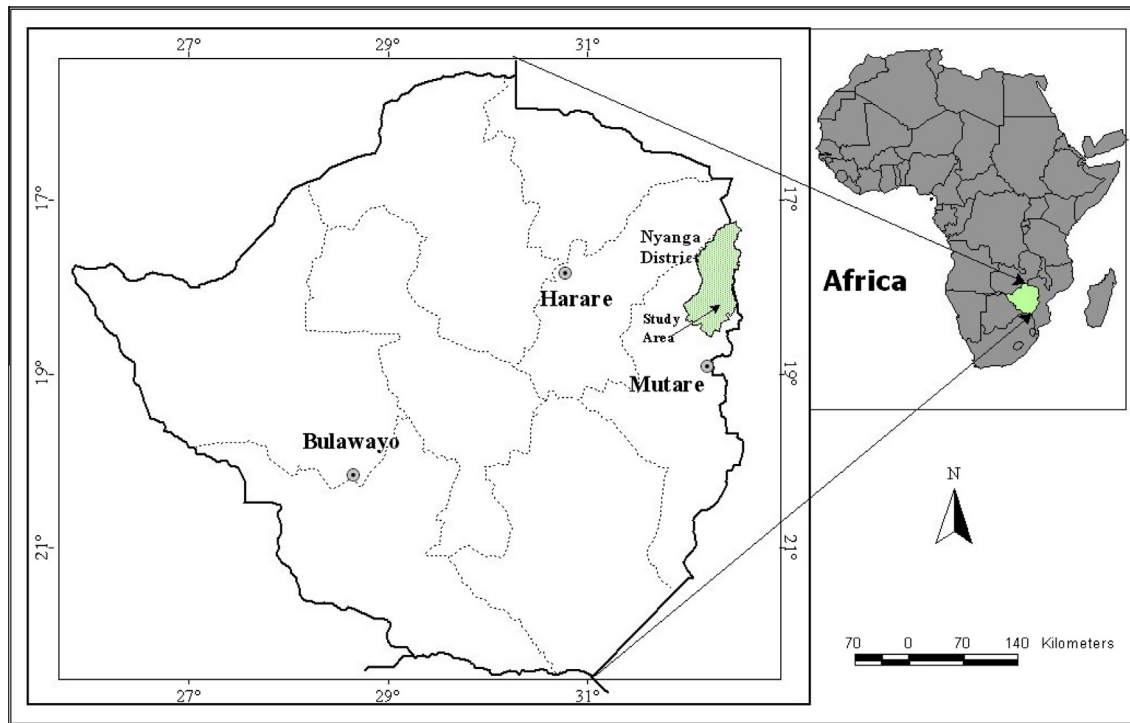 27°
29°
31°
17°
17°
Nyanga
District
Harare
Study
Area
Africa
19°
Mutare
19°
Bulawayo
N
21°
21°
70 0 70 140 Kilometers
27°
29°
31°